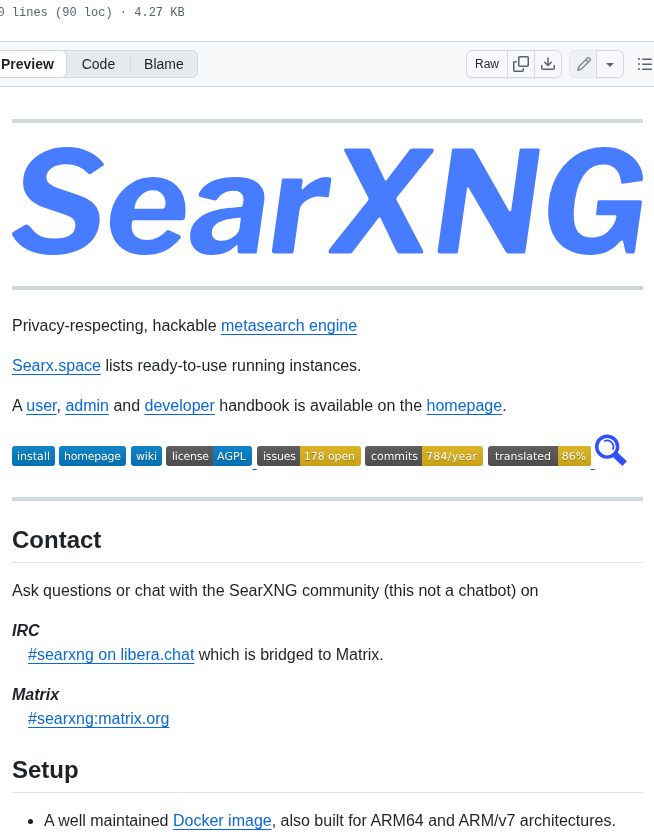 0 lines (90 loc) · 4.27 KB
Preview Code Blame Raw
SearXNG
Privacy-respecting, hackable metasearch engine
Searx.space lists ready-to-use running instances.
A user, admin and developer handbook is available on the homepage.
install homepage wiki license AGPL issues 178 open commits 784/year translated 86%
Contact
Ask questions or chat with the SearXNG community (this not a chatbot) on
IRC
#searxng on libera.chat which is bridged to Matrix.
Matrix
#searxng:matrix.org
Setup
• A well maintained Docker image, also built for ARM64 and ARM/v7 architectures.